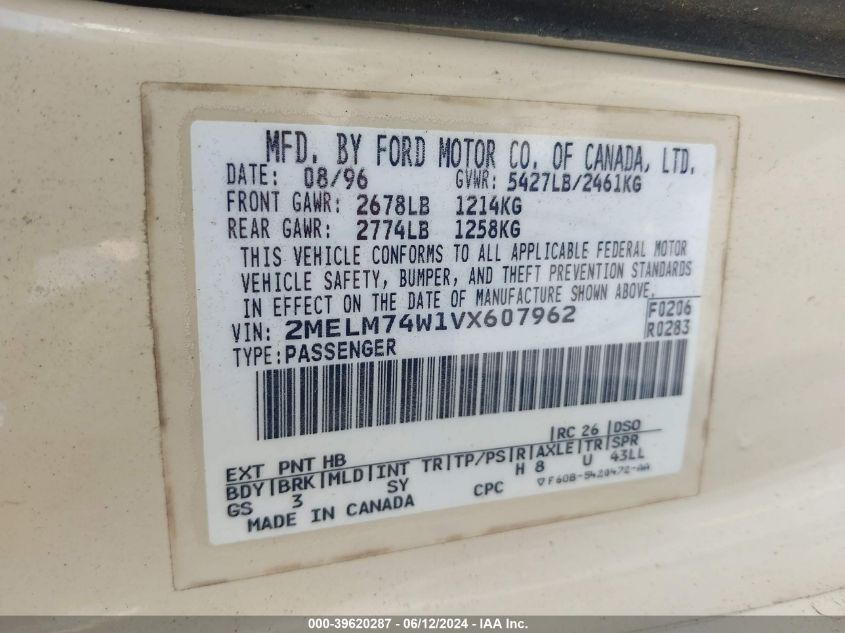 MFD. BY FORD MOTOR CO. OF CANADA, LTD.
DATE: 08/96 GVWR: 5427LB/2461KG
FRONT GAWR: 2678LB 1214KG
REAR GAWR: 2774LB 1258KG
THIS VEHICLE CONFORMS TO ALL APPLICABLE FEDERAL MOTOR
VEHICLE SAFETY, BUMPER, AND THEFT PREVENTION STANDARDS
IN EFFECT ON THE DATE OF MANUFACTURE SHOWN ABOVE.
VIN: 2MELM74W1VX607962 F0206
TYPE: PASSENGER R0283
EXT PNT HB RC 26 DSO
BDY BRK MLD INT TR TP/PS R AXLE TR SPR
GS 3 SY H 8 U 43LL
MADE IN CANADA CPC ▽F60B-5420472-AA
000-39620287 - 06/12/2024 - IAA Inc.